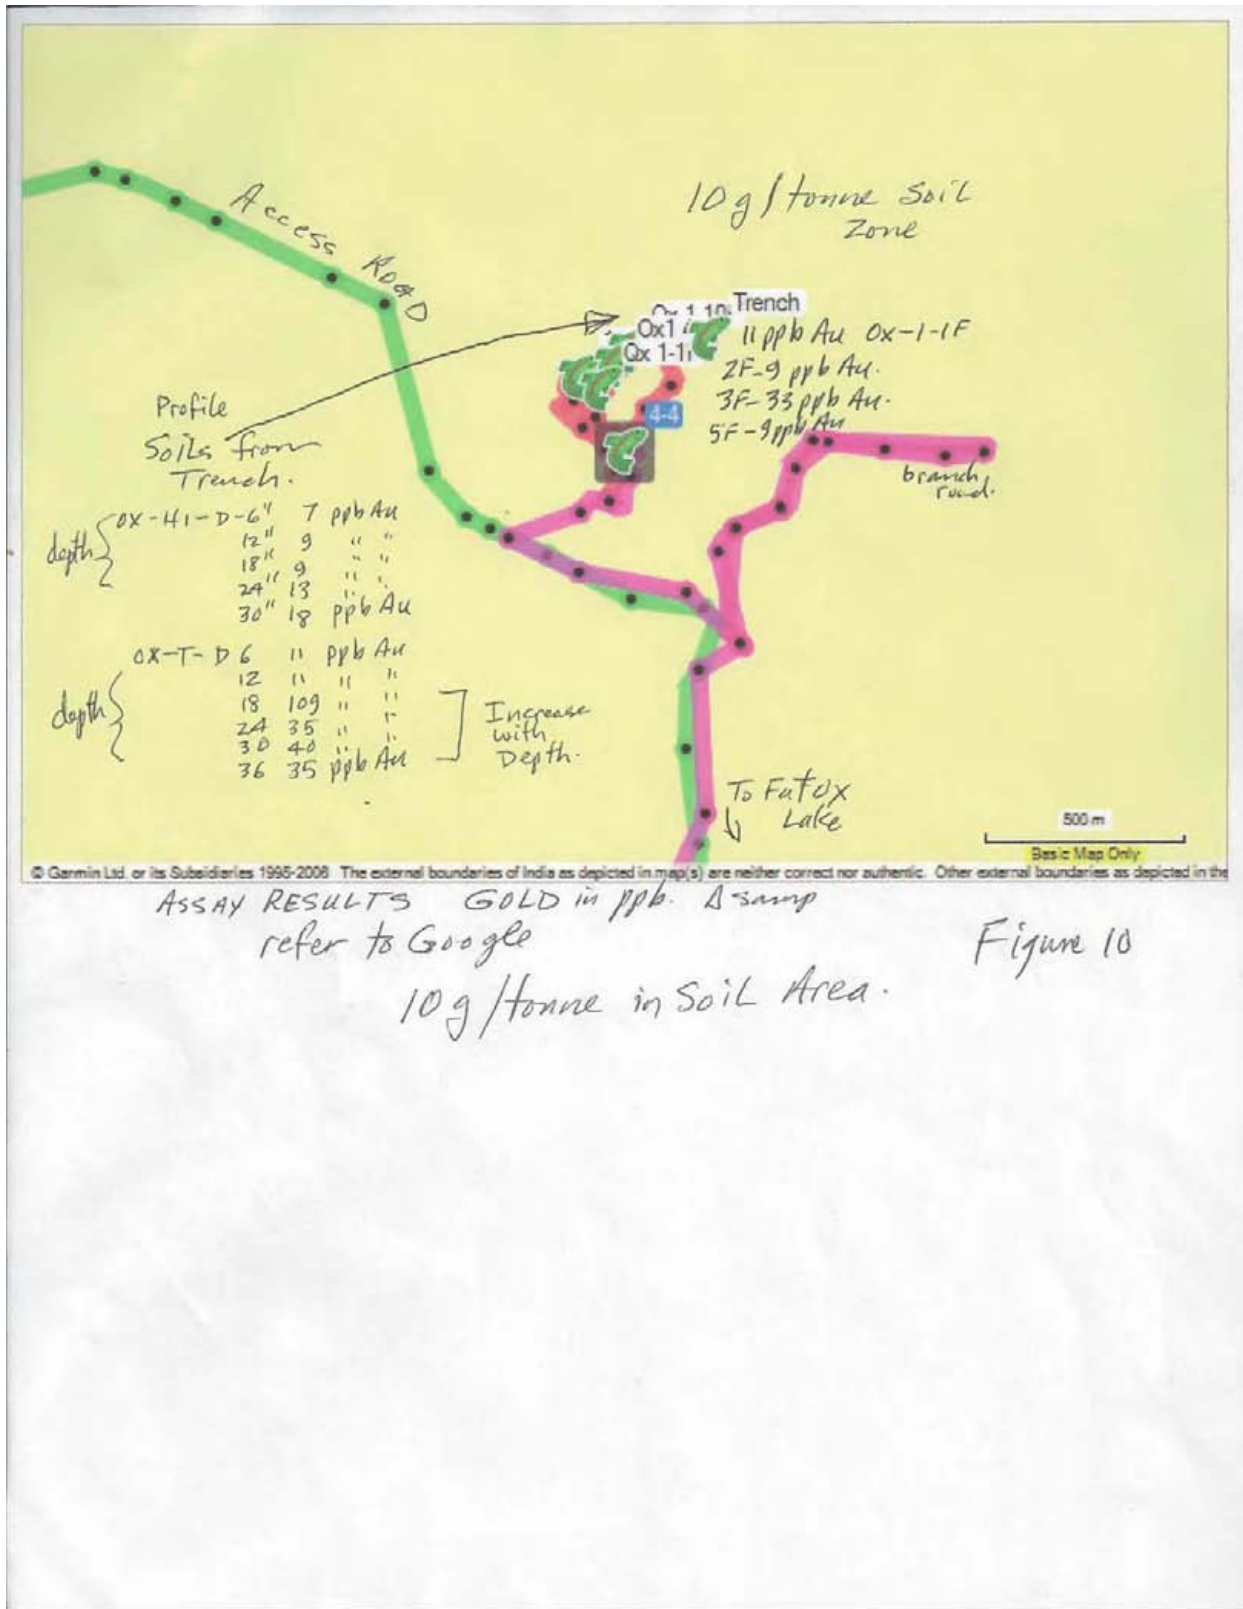 Access Road
10 g/tonne Soil
Zone
Trench
Ox1
Ox 1-1
11 ppb Au OX-1-1F
2F-9 ppb Au.
3F-33 ppb Au.
5F-9 ppb Au
4-4
branch
road.
Profile
Soils from
Trench.
depth
OX-H1-D-6" 7 ppb Au
12" 9 " "
18" 9 " "
24" 13 " "
30" 18 ppb Au
OX-T-D 6 11 ppb Au
depth
12 11 " "
18 109 " "
24 35 " "
30 40 " "
36 35 ppb Au
Increase
with
Depth.
To Fat Ox
Lake
500 m
Basic Map Only
© Garmin Ltd. or its Subsidiaries 1995-2008 The external boundaries of India as depicted in map(s) are neither correct nor authentic. Other external boundaries as depicted in the
ASSAY RESULTS GOLD in ppb. Δ samp
refer to Google
Figure 10
10 g/tonne in Soil Area.